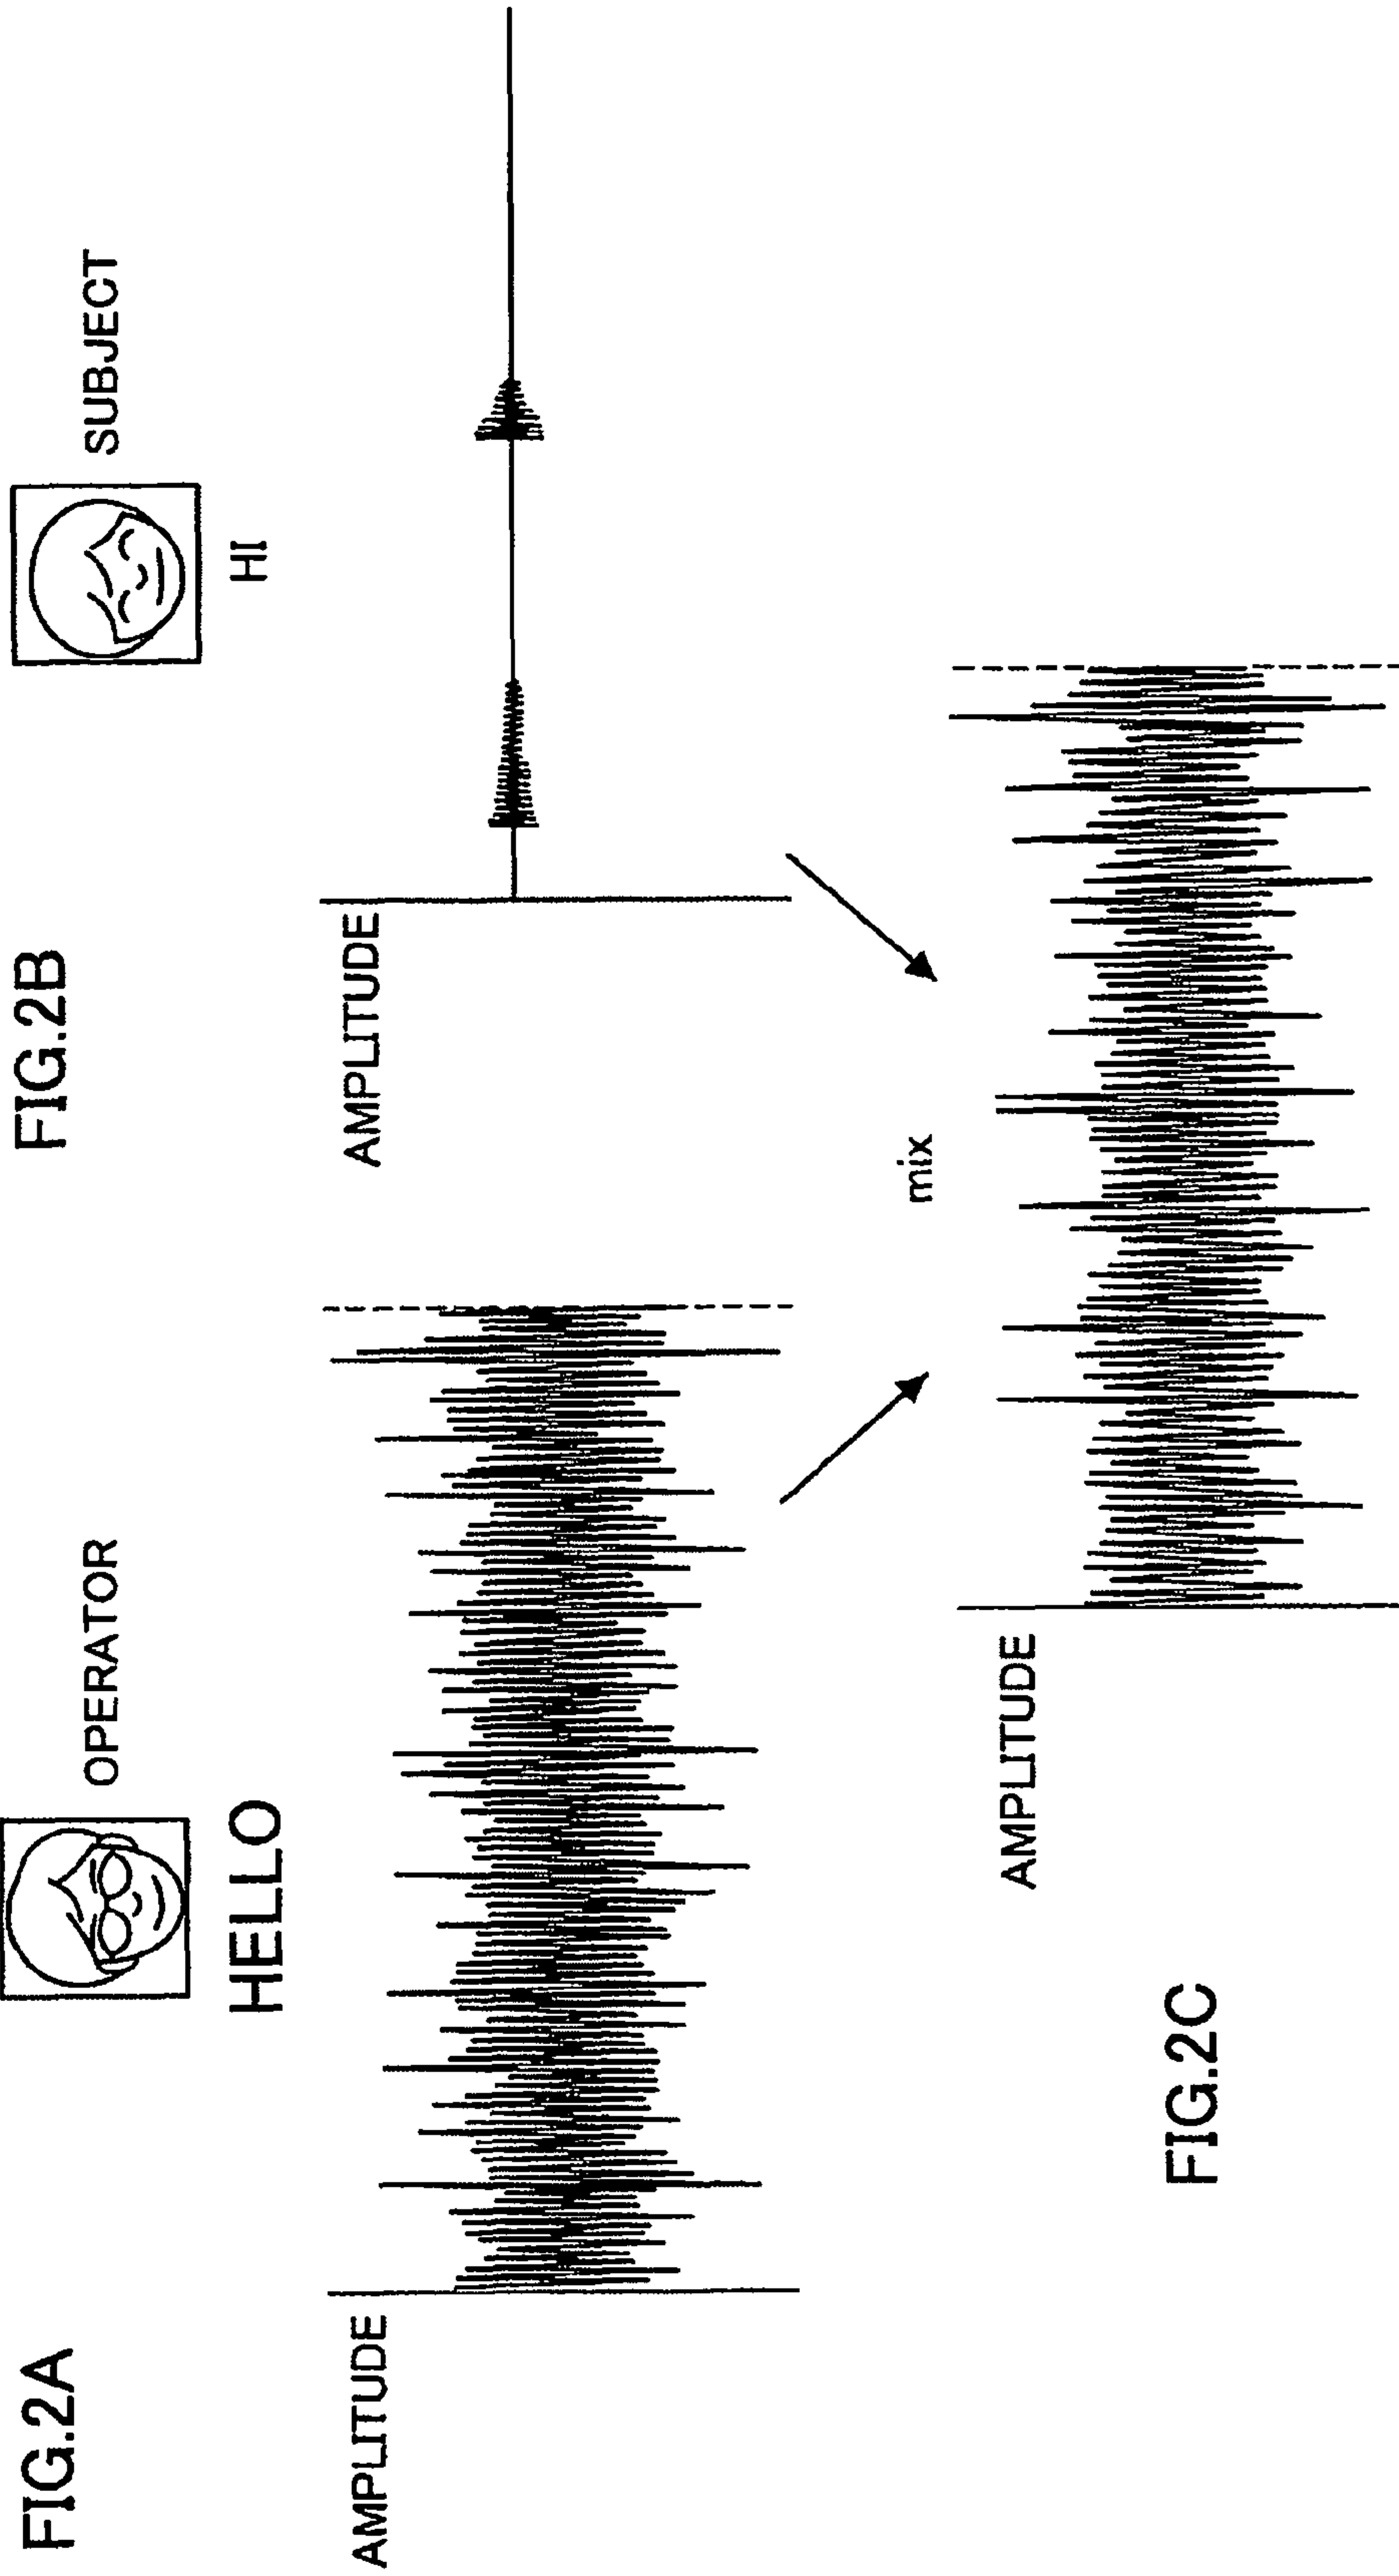 FIG.2A
OPERATOR
HELLO
AMPLITUDE
FIG.2B
SUBJECT
HI
AMPLITUDE
mix
FIG.2C
AMPLITUDE